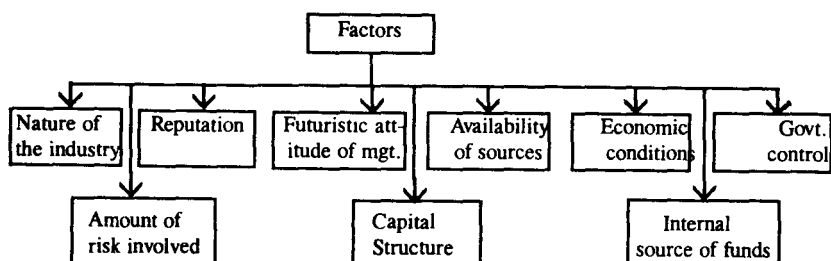 Factors
Nature of
the industry
Reputation
Futuristic att-
itude of mgt.
Availability
of sources
Economic
conditions
Govt.
control
Amount of
risk involved
Capital
Structure
Internal
source of funds